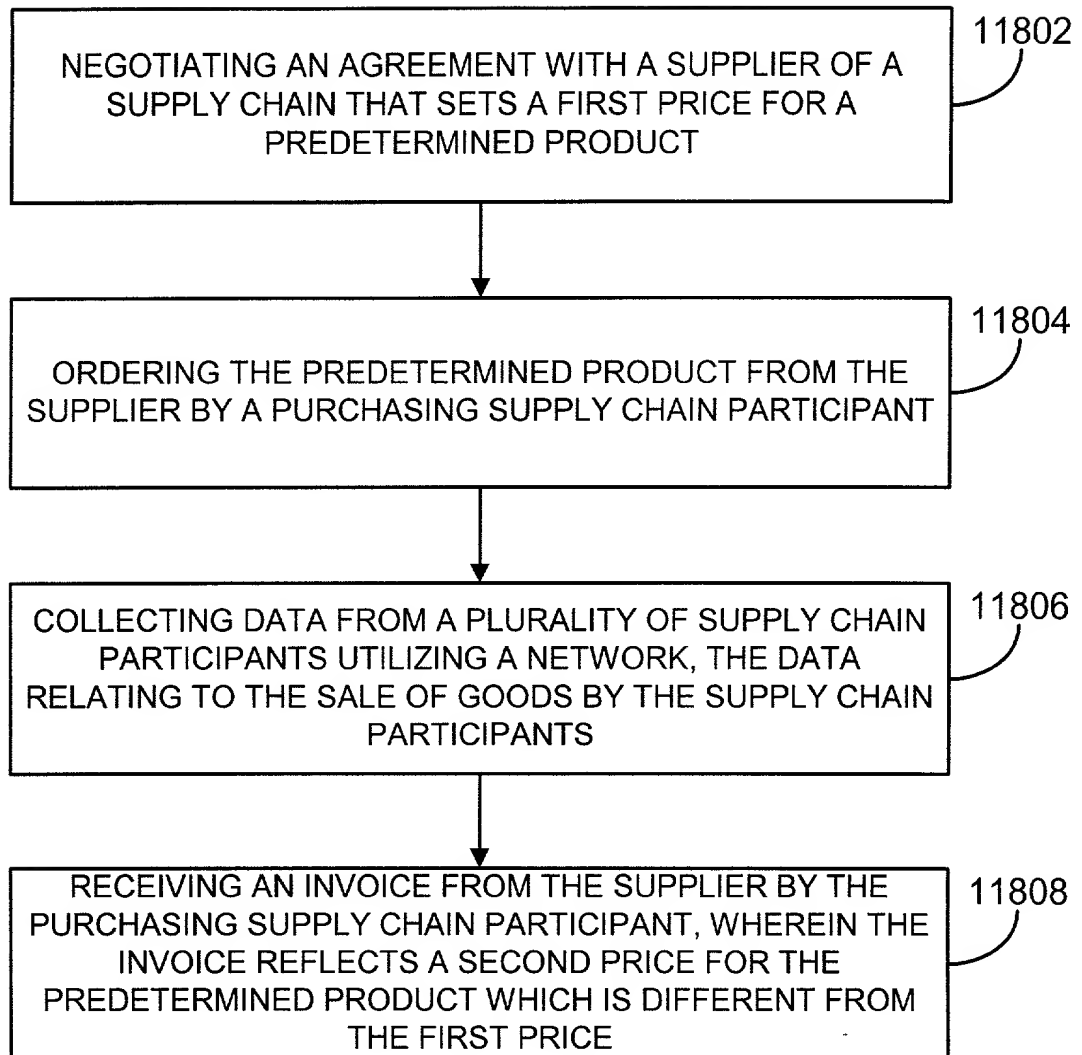 11802
NEGOTIATING AN AGREEMENT WITH A SUPPLIER OF A
SUPPLY CHAIN THAT SETS A FIRST PRICE FOR A
PREDETERMINED PRODUCT
11804
ORDERING THE PREDETERMINED PRODUCT FROM THE
SUPPLIER BY A PURCHASING SUPPLY CHAIN PARTICIPANT
11806
COLLECTING DATA FROM A PLURALITY OF SUPPLY CHAIN
PARTICIPANTS UTILIZING A NETWORK, THE DATA
RELATING TO THE SALE OF GOODS BY THE SUPPLY CHAIN
PARTICIPANTS
11808
RECEIVING AN INVOICE FROM THE SUPPLIER BY THE
PURCHASING SUPPLY CHAIN PARTICIPANT, WHEREIN THE
INVOICE REFLECTS A SECOND PRICE FOR THE
PREDETERMINED PRODUCT WHICH IS DIFFERENT FROM
THE FIRST PRICE